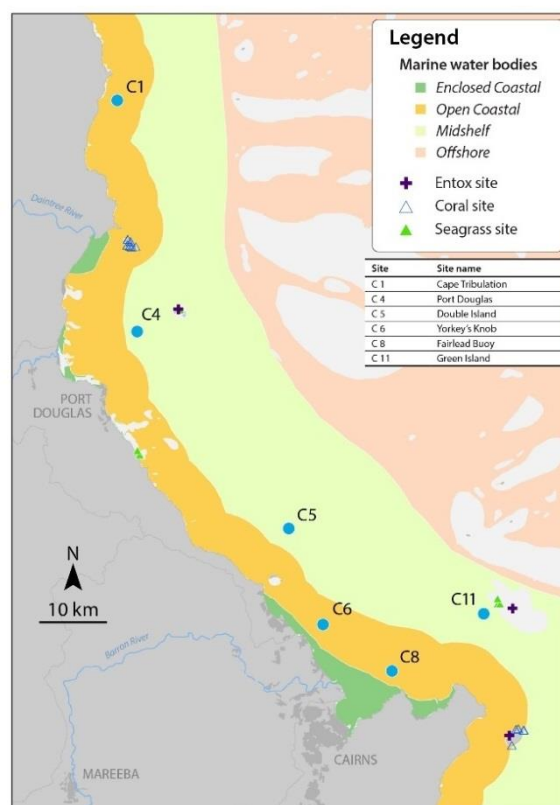 Legend
Marine water bodies
Enclosed Coastal
Open Coastal
Midshelf
Offshore
Entox site
Coral site
Seagrass site
Site Site name
C 1 Cape Tribulation
C 4 Port Douglas
C 5 Double Island
C 6 Yorkey's Knob
C 8 Fairlead Buoy
C 11 Green Island
C1
Daintree River
C4
PORT
DOUGLAS
C5
N
10 km
C11
C6
Barron River
C8
CAIRNS
MAREEBA